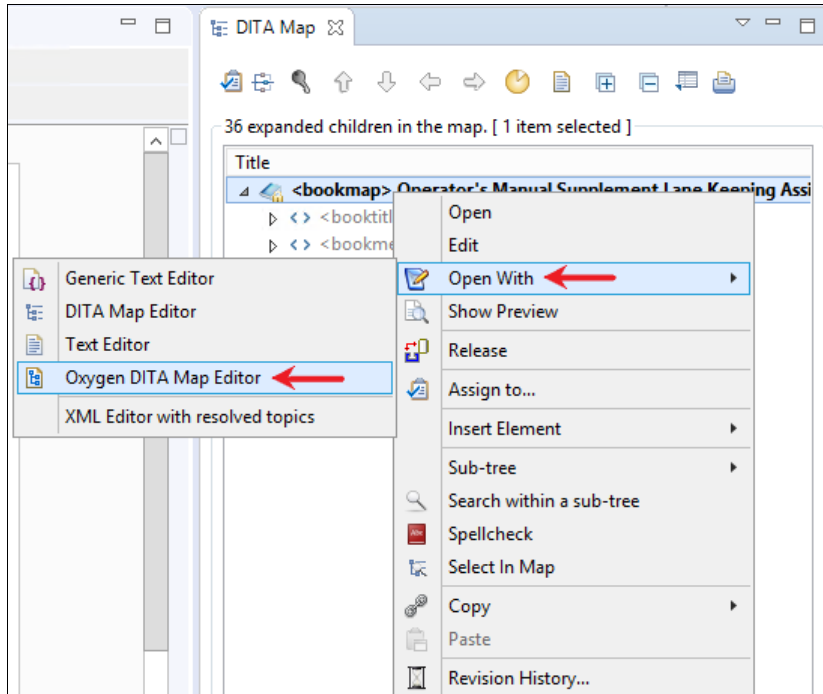 DITA Map
36 expanded children in the map. [ 1 item selected ]
Title
<bookmap> Operator's Manual Supplement Lane Keeping Assi
<booktitl
<bookme
Open
Edit
Open With
Show Preview
Release
Assign to...
Insert Element
Sub-tree
Search within a sub-tree
Spellcheck
Select In Map
Copy
Paste
Revision History...
Generic Text Editor
DITA Map Editor
Text Editor
Oxygen DITA Map Editor
XML Editor with resolved topics